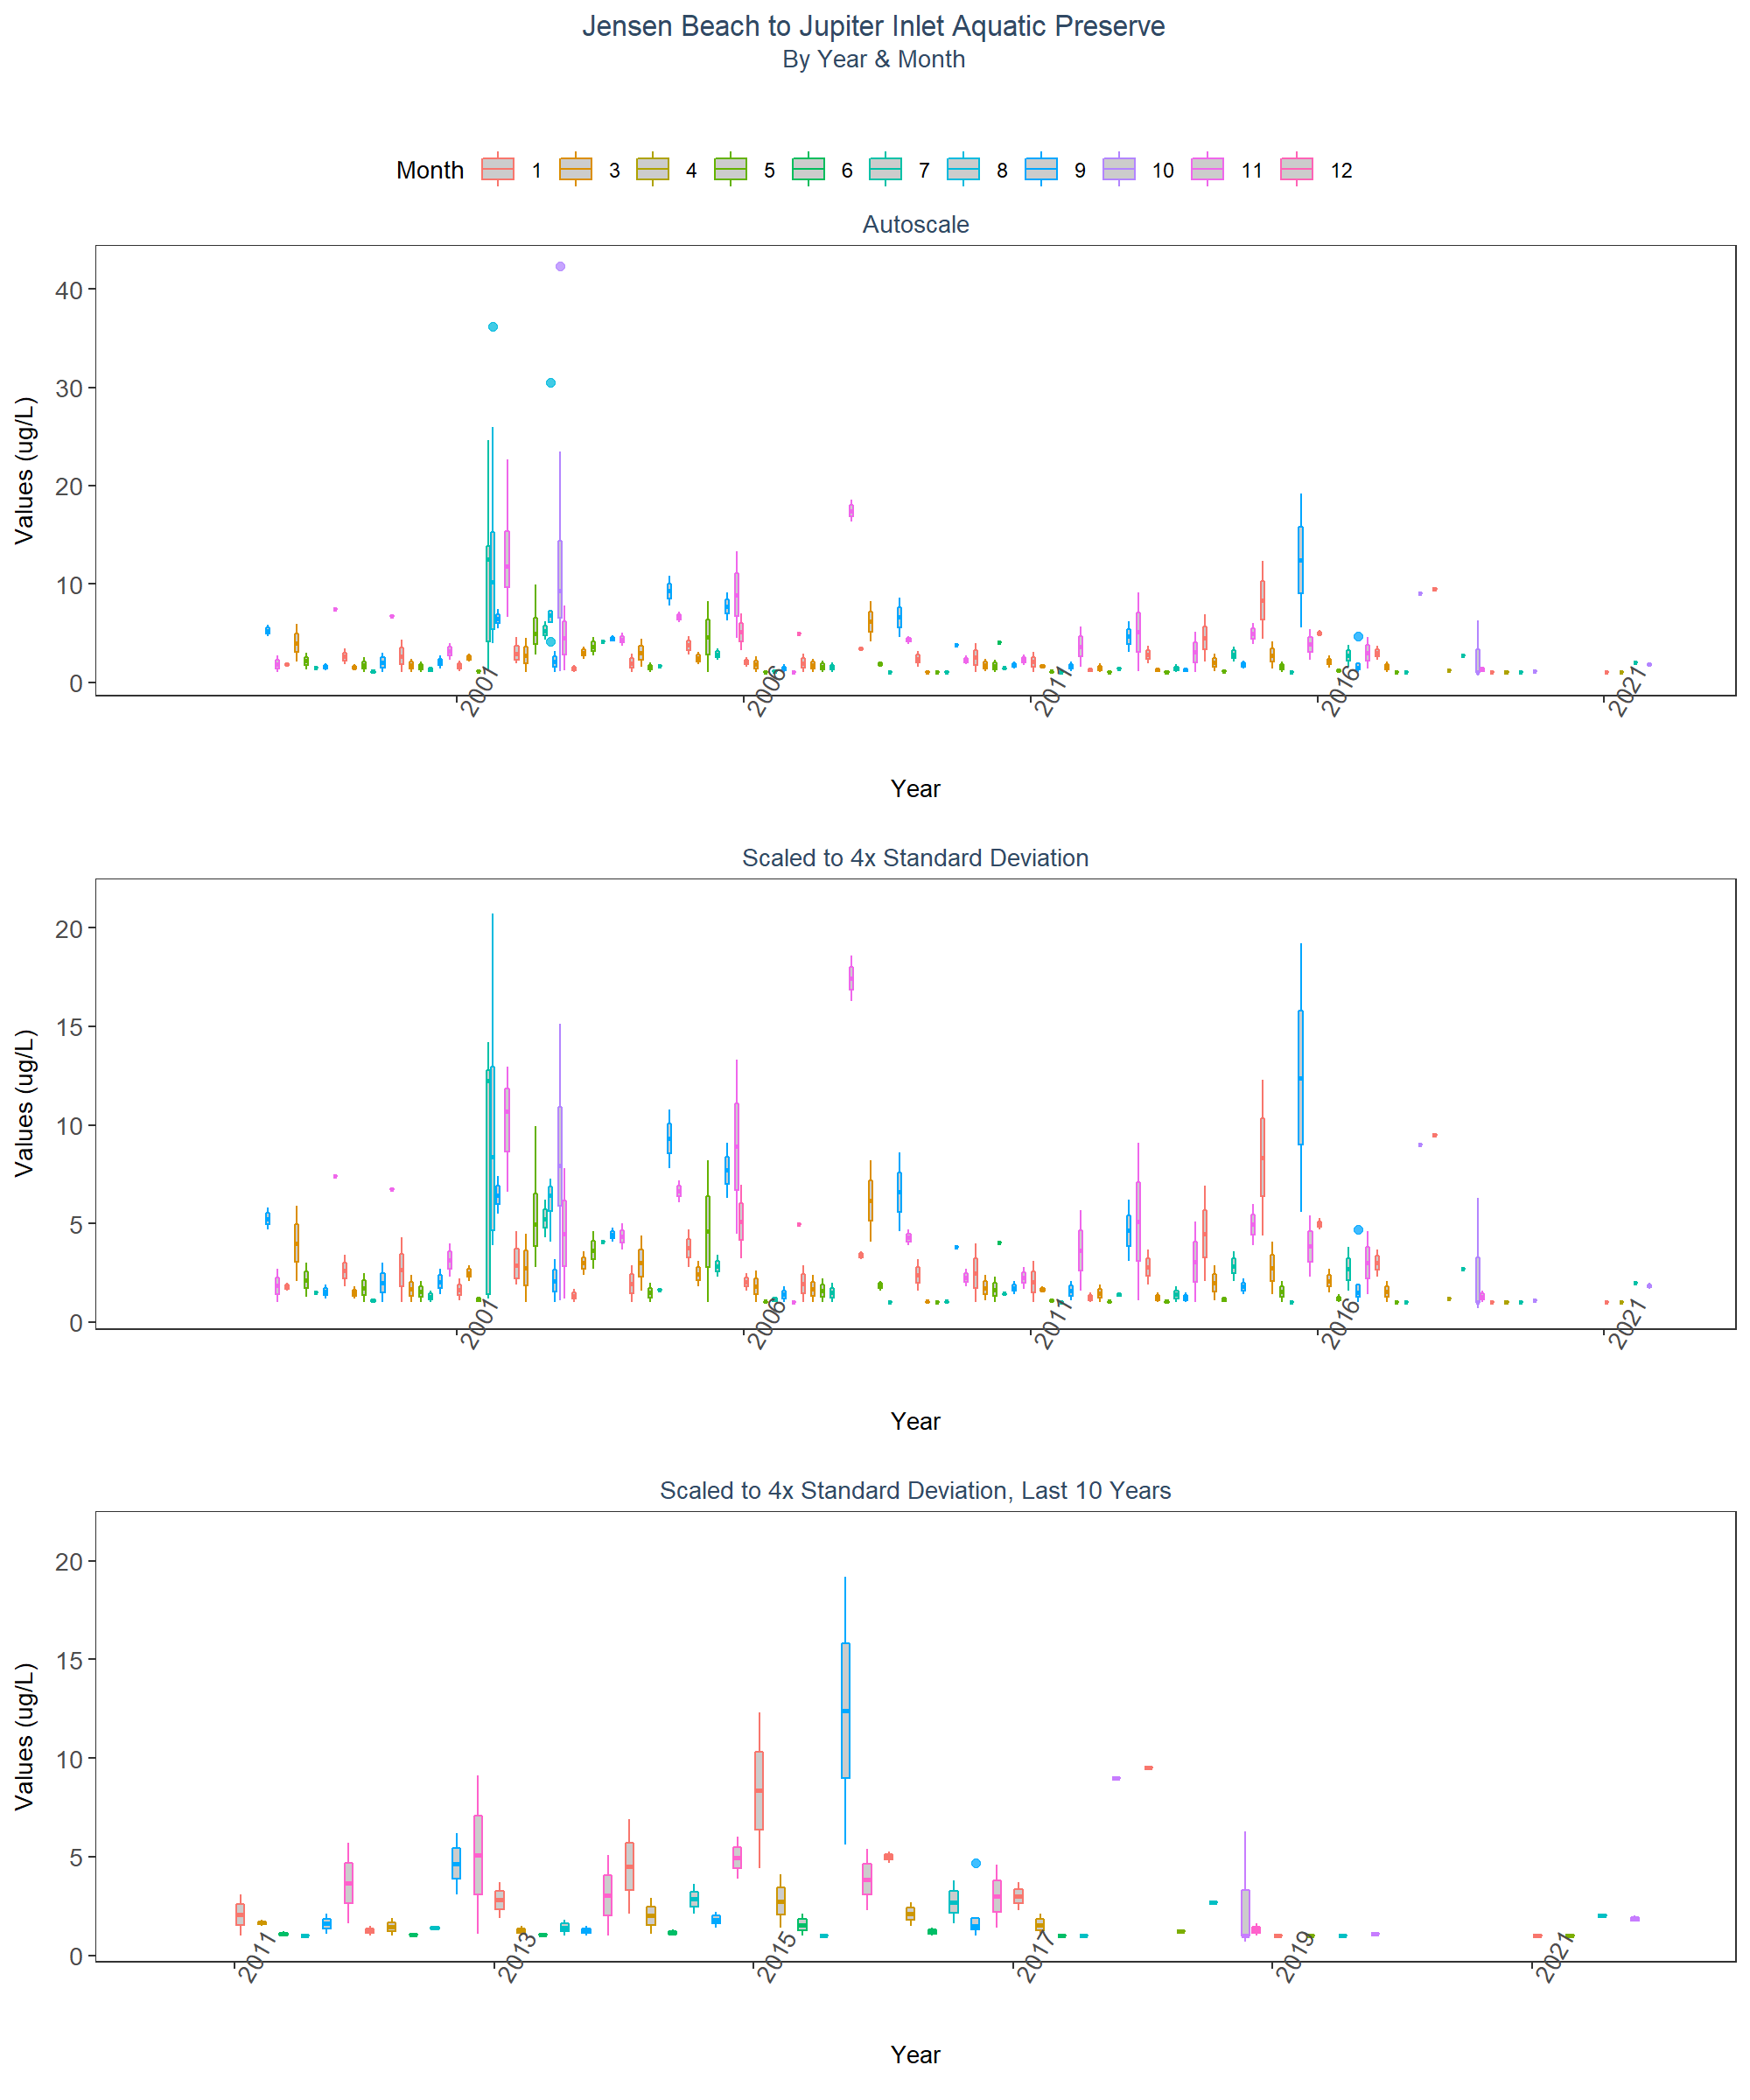 Jensen Beach to Jupiter Inlet Aquatic Preserve
By Year & Month
Month 1 3 4 5 6 7 8 9 10 11 12
Autoscale
Values (ug/L)
40
30
20
10
0
2001 2006 2011 2016 2021
Year
Scaled to 4x Standard Deviation
Values (ug/L)
20
15
10
5
0
2001 2006 2011 2016 2021
Year
Scaled to 4x Standard Deviation, Last 10 Years
Values (ug/L)
20
15
10
5
0
2011 2013 2015 2017 2019 2021
Year